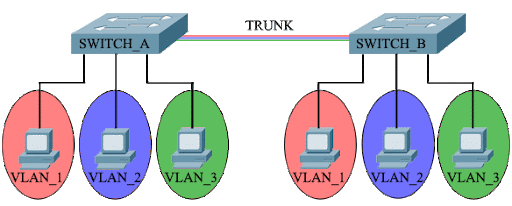 TRUNK
SWITCH_A
SWITCH_B
VLAN_1
VLAN_2
VLAN_3
VLAN_1
VLAN_2
VLAN_3